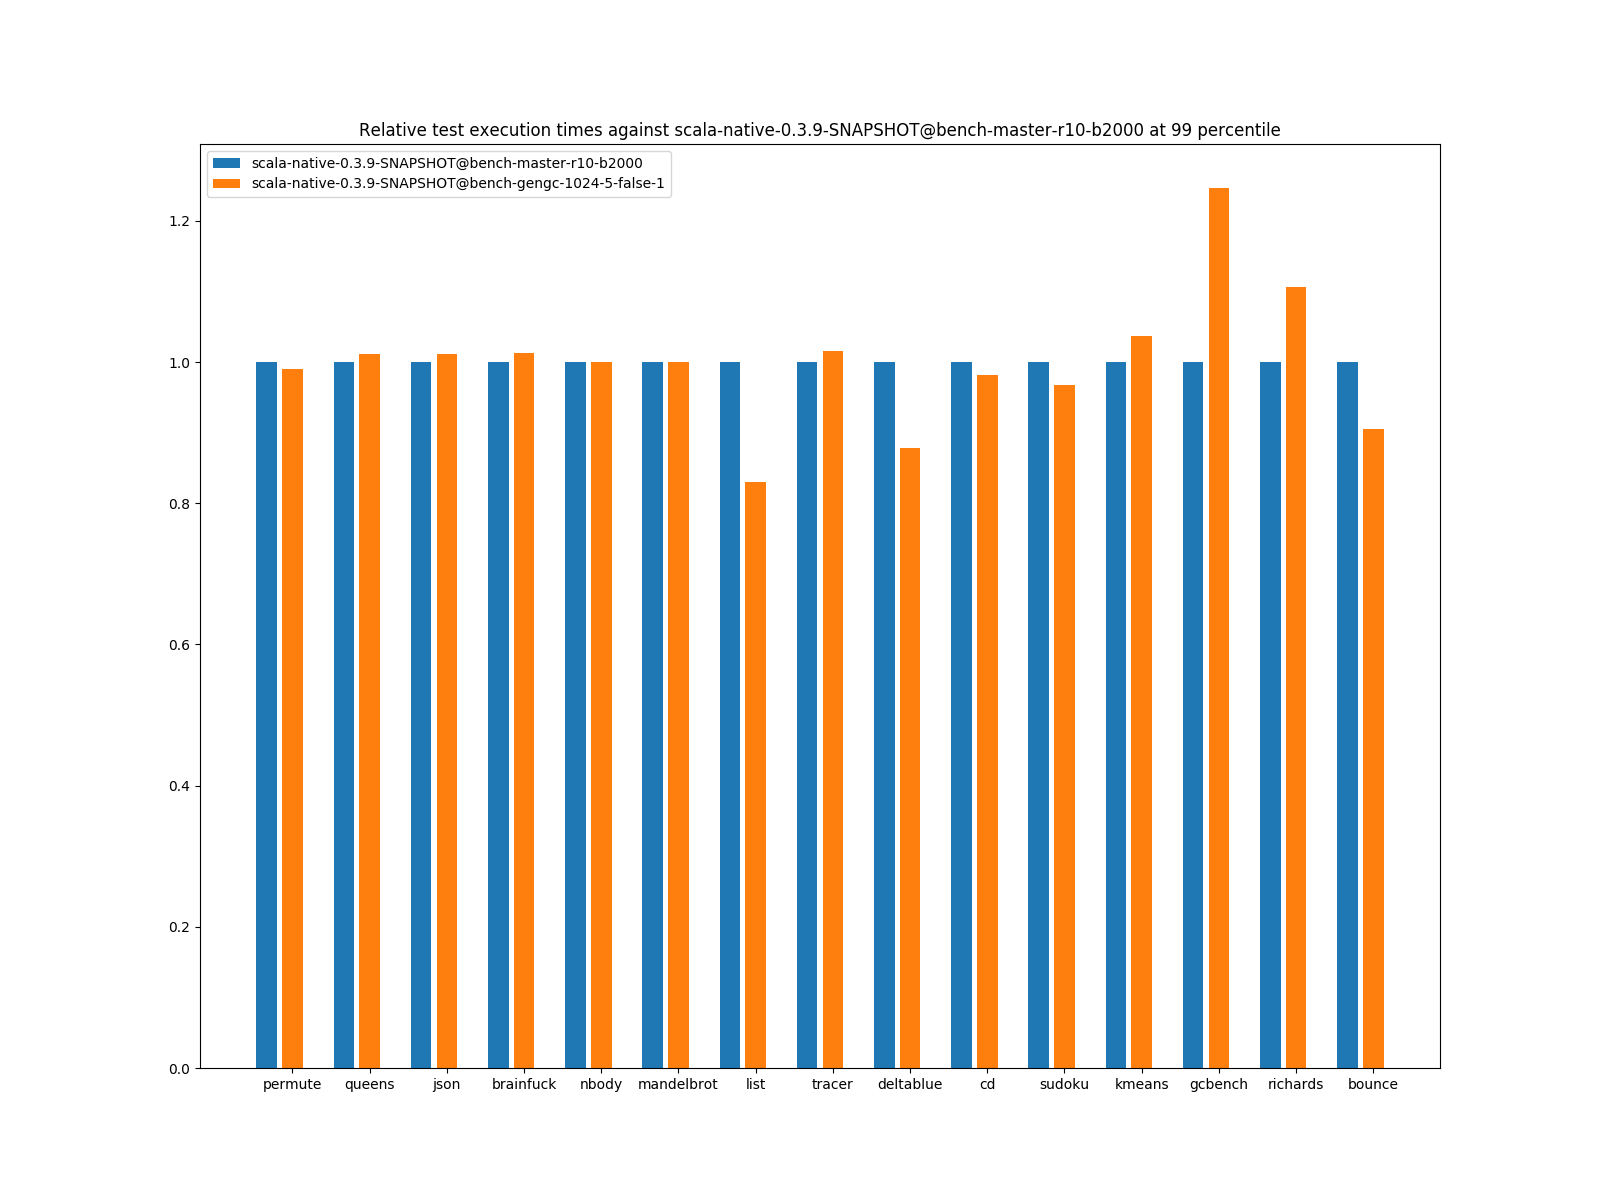 Relative test execution times against scala-native-0.3.9-SNAPSHOT@bench-master-r10-b2000 at 99 percentile
scala-native-0.3.9-SNAPSHOT@bench-master-r10-b2000
scala-native-0.3.9-SNAPSHOT@bench-gengc-1024-5-false-1
1.2
1.0
0.8
0.6
0.4
0.2
0.0
permute queens json brainfuck nbody mandelbrot list tracer deltablue cd sudoku kmeans gcbench richards bounce